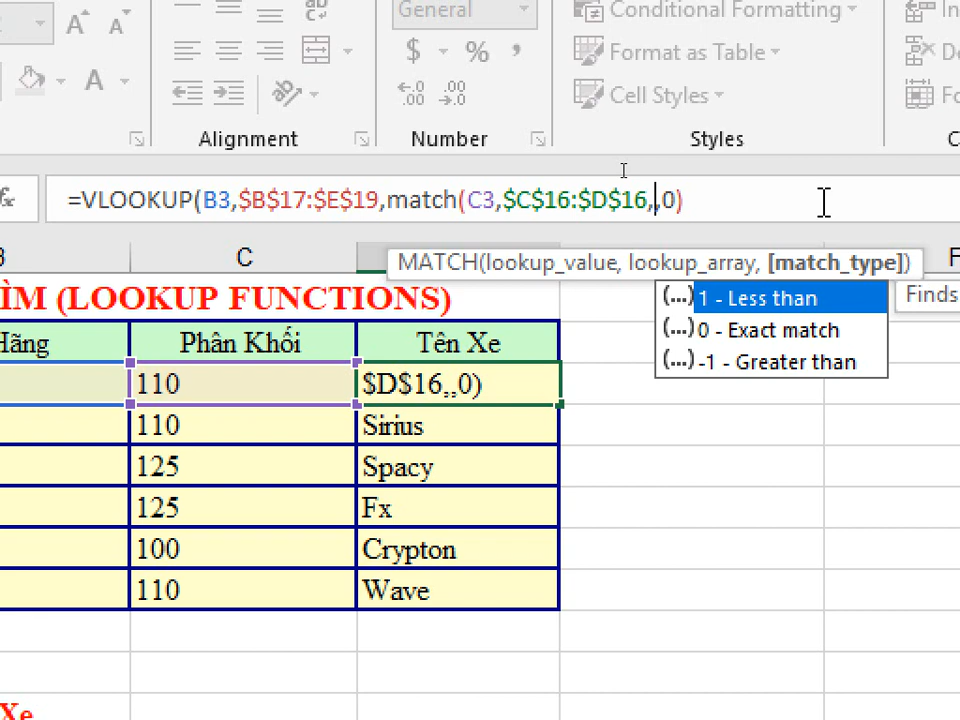 General
Conditional Formatting
In
$ % ,
Format as Table
De
Cell Styles
Fo
Alignment
Number
Styles
C
fx =VLOOKUP(B3,$B$17:$E$19,match(C3,$C$16:$D$16,,0)
MATCH(lookup_value, lookup_array, [match_type])
C
F
1 - Less than
Finds
0 - Exact match
-1 - Greater than
ÌM (LOOKUP FUNCTIONS)
Hãng Phân Khối Tên Xe
110 $D$16,,0)
110 Sirius
125 Spacy
125 Fx
100 Crypton
110 Wave
Xe